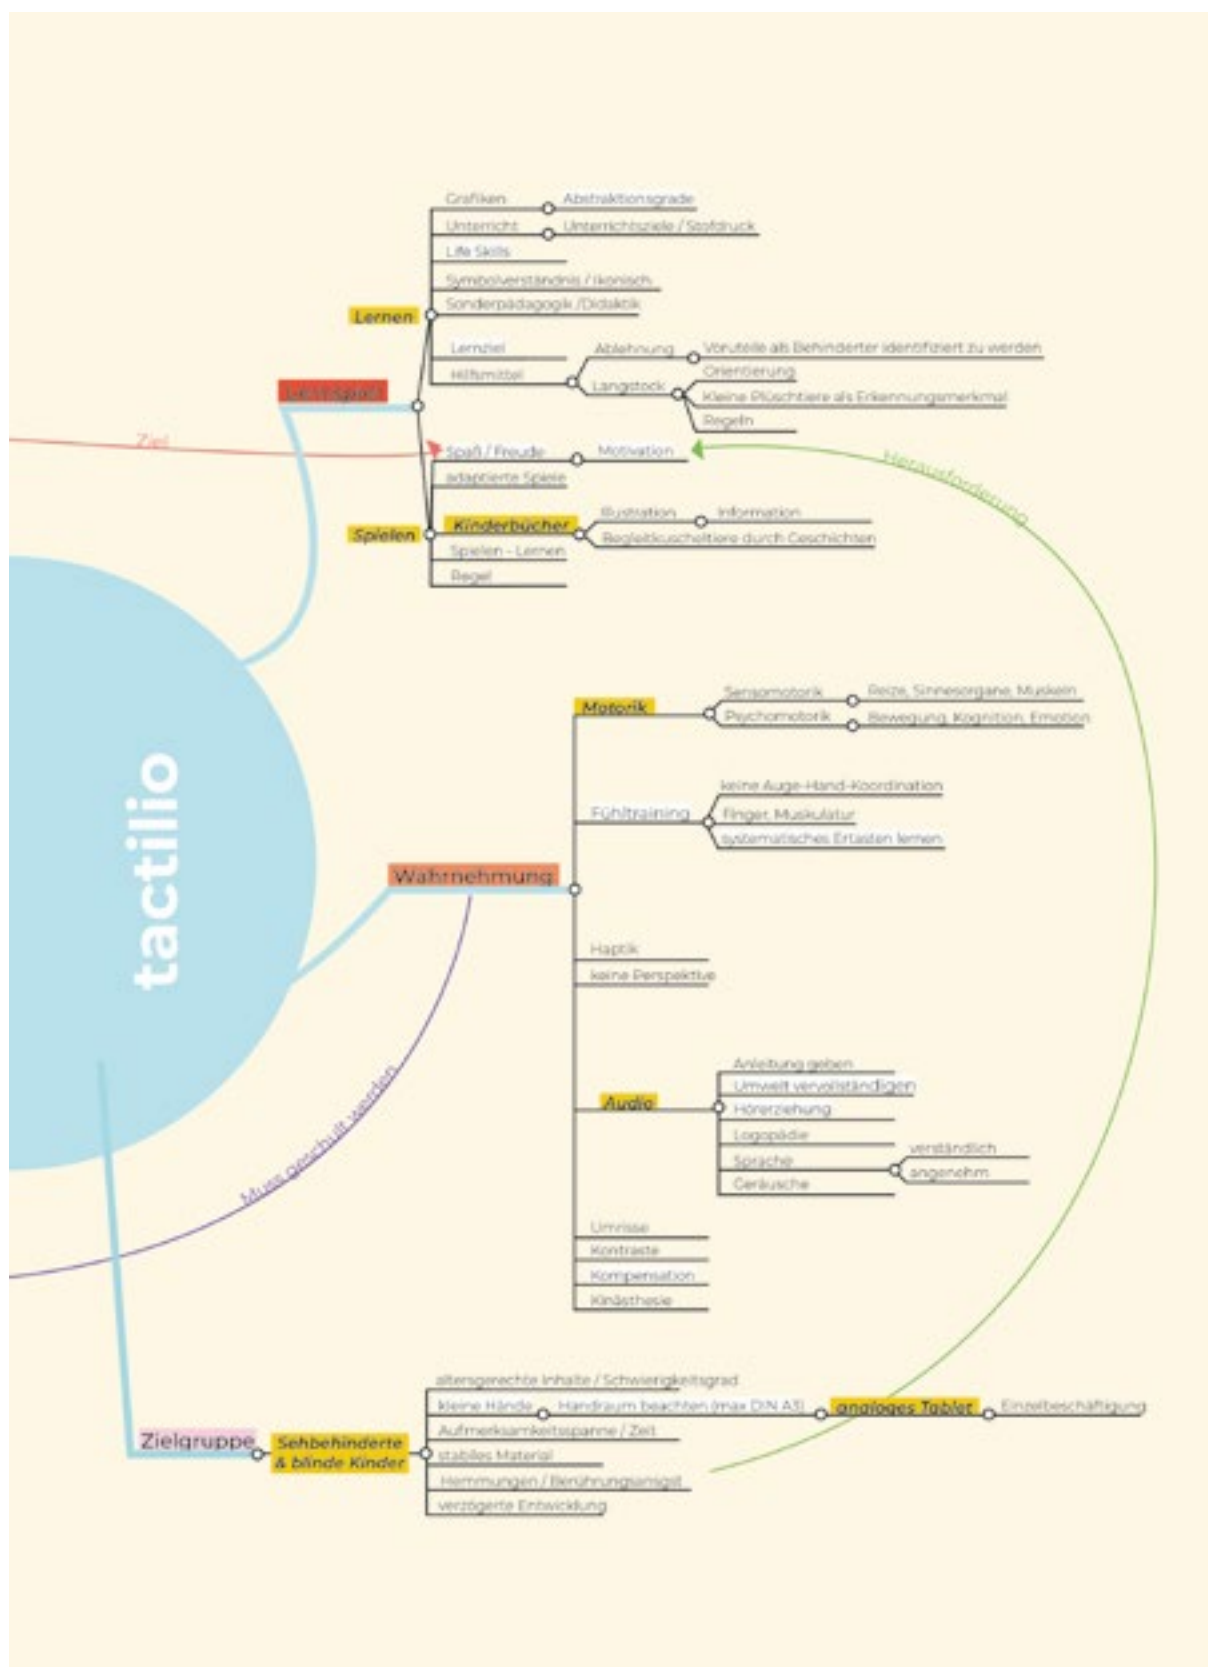 Grafiken
Abstraktionsgrade
Unterricht
Unterrichtsziele / Stofdruck
Life Skills
Symbolverständnis / Ikonisch
Sonderpädagogik /Didaktik
Lernen
Lernziel
Hilfsmittel
Ablehnung
Voruteile als Behinderter identifiziert zu werden
Langstock
Orientierung
Kleine Plüschtiere als Erkennungsmerkmal
Regeln
Lernspaß
Ziel
Spaß / Freude
Motivation
adaptierte Spiele
Spielen
Kinderbücher
Illustration
Information
Begleitkuscheltiere durch Geschichten
Spielen - Lernen
Regel
Herausforderung
tactilio
Wahrnehmung
Motorik
Sensomotorik
Reize, Sinnesorgane, Muskeln
Psychomotorik
Bewegung, Kognition, Emotion
Fühltraining
keine Auge-Hand-Koordination
finger, Muskulatur
systematisches Ertasten lernen
Haptik
keine Perspektive
Audio
Anleitung geben
Umwelt vervollständigen
Hörerziehung
Logopädie
Sprache
verständlich
angenehm
Geräusche
Umrisse
Kontraste
Kompensation
Kinästhesie
Muss geschult werden
Zielgruppe
Sehbehinderte
& blinde Kinder
altersgerechte Inhalte / Schwierigkeitsgrad
kleine Hände
Handraum beachten (max DIN A3)
analoges Tablet
Einzelbeschäftigung
Aufmerksamkeitsspanne / Zeit
stabiles Material
Hemmungen / Berührungsansgst
verzögerte Entwicklung